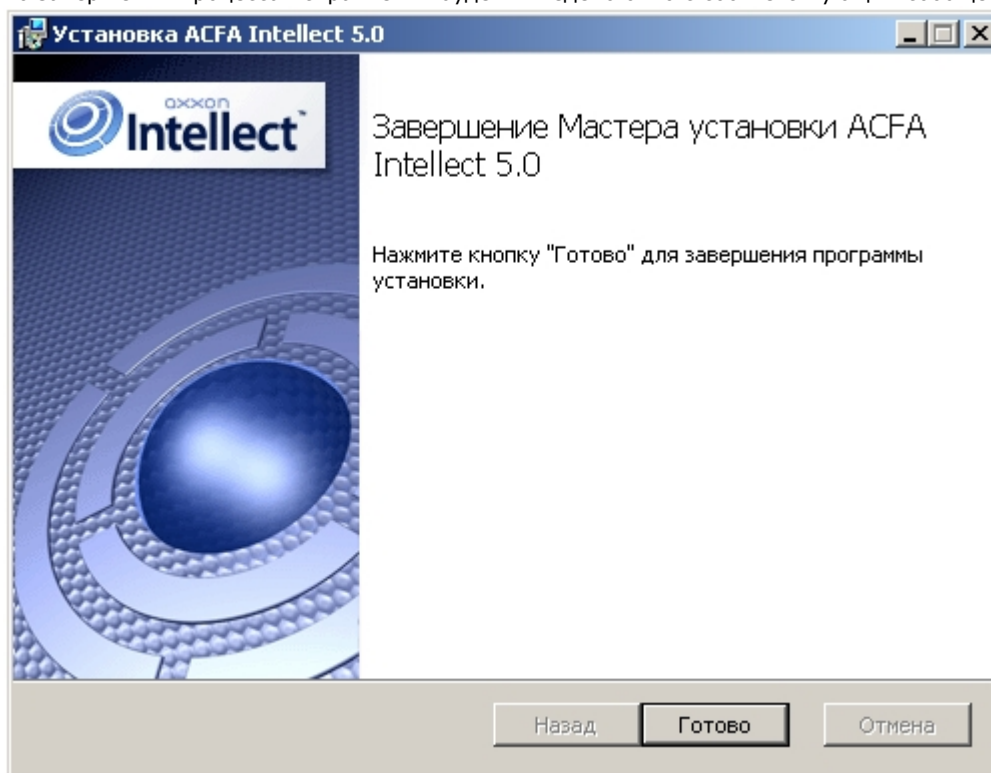 Установка ACFA Intellect 5.0
axxon
Intellect™
Завершение Мастера установки ACFA
Intellect 5.0
Нажмите кнопку "Готово" для завершения программы
установки.
Назад
Готово
Отмена